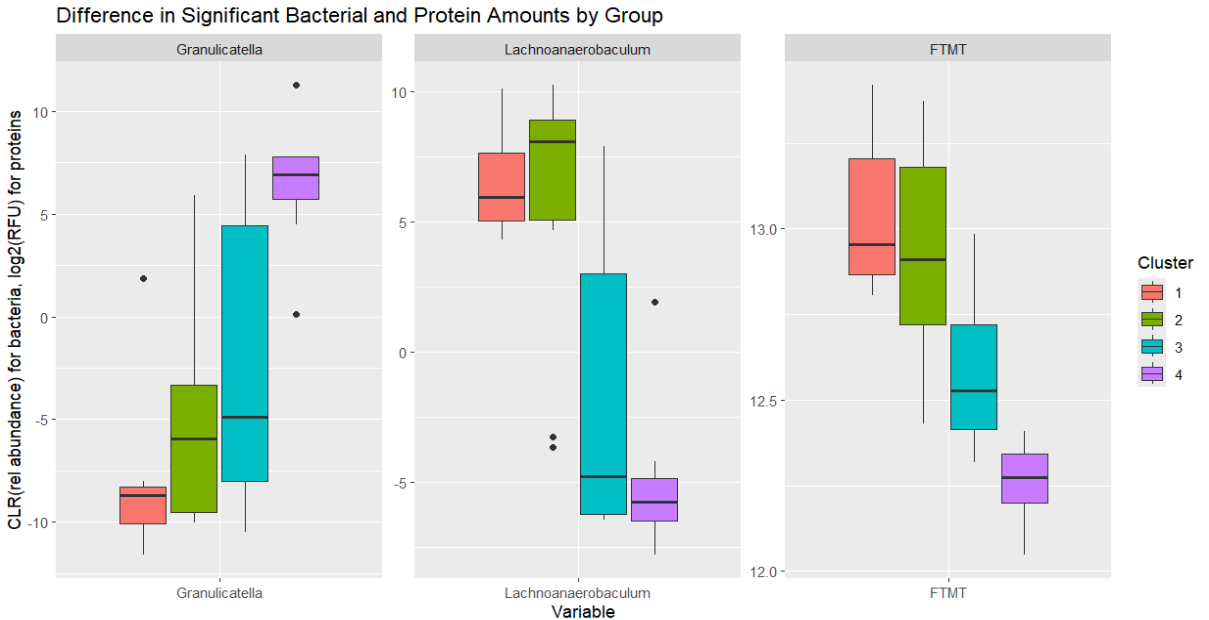 Difference in Significant Bacterial and Protein Amounts by Group
CLR(rel abundance) for bacteria, log2(RFU) for proteins
Granulicatella
10
5
0
-5
-10
Granulicatella
Lachnoanaerobaculum
10
5
0
-5
Lachnoanaerobaculum
FTMT
13.0
12.5
12.0
FTMT
Variable
Cluster
1
2
3
4